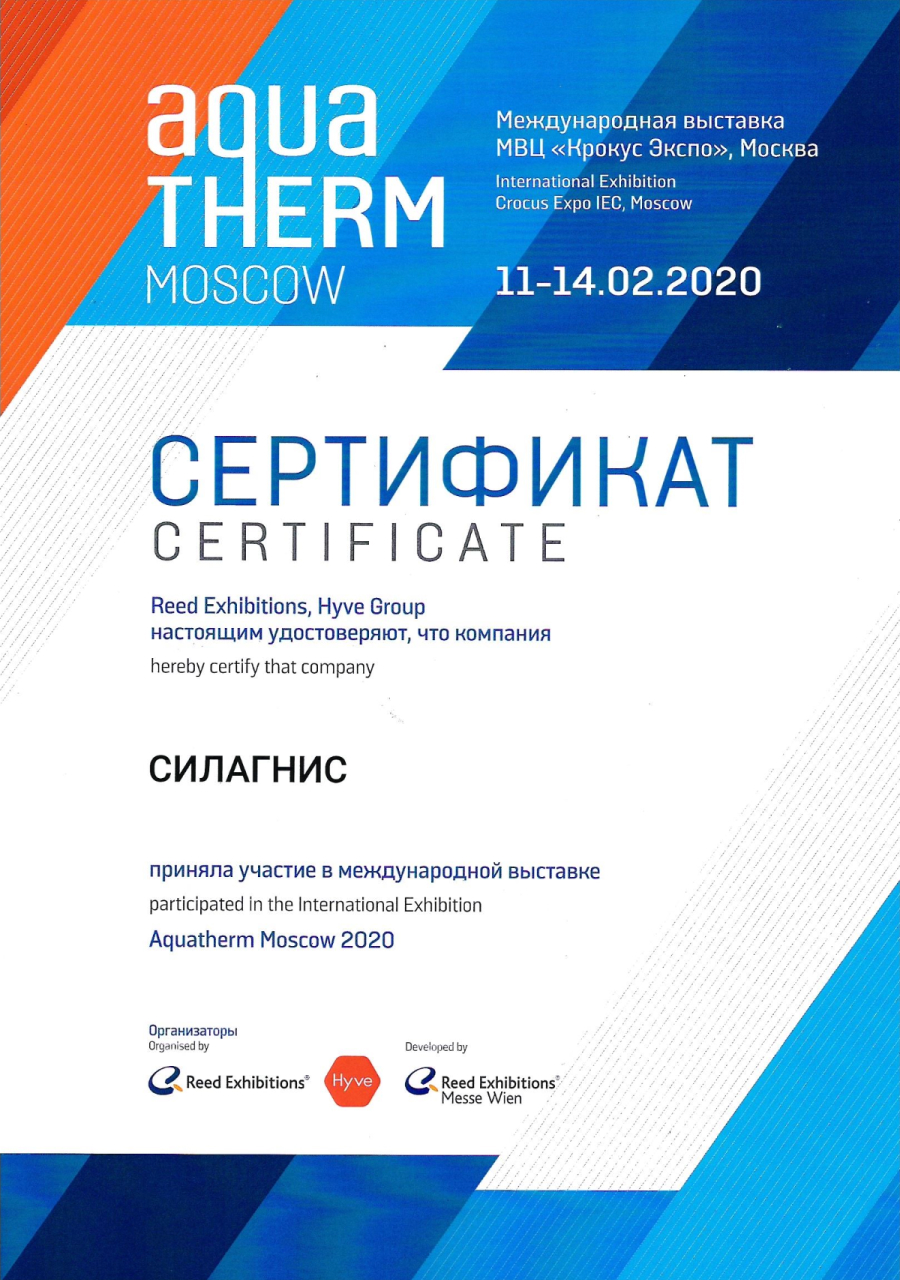 aqua
THERM
MOSCOW
Международная выставка
МВЦ «Крокус Экспо», Москва
International Exhibition
Crocus Expo IEC, Moscow
11-14.02.2020
СЕРТИФИКАТ
CERTIFICATE
Reed Exhibitions, Hyve Group
настоящим удостоверяют, что компания
hereby certify that company
СИЛАГНИС
приняла участие в международной выставке
participated in the International Exhibition
Aquatherm Moscow 2020
Организаторы
Organised by
Developed by
Reed Exhibitions®
Hyve
Reed Exhibitions®
Messe Wien